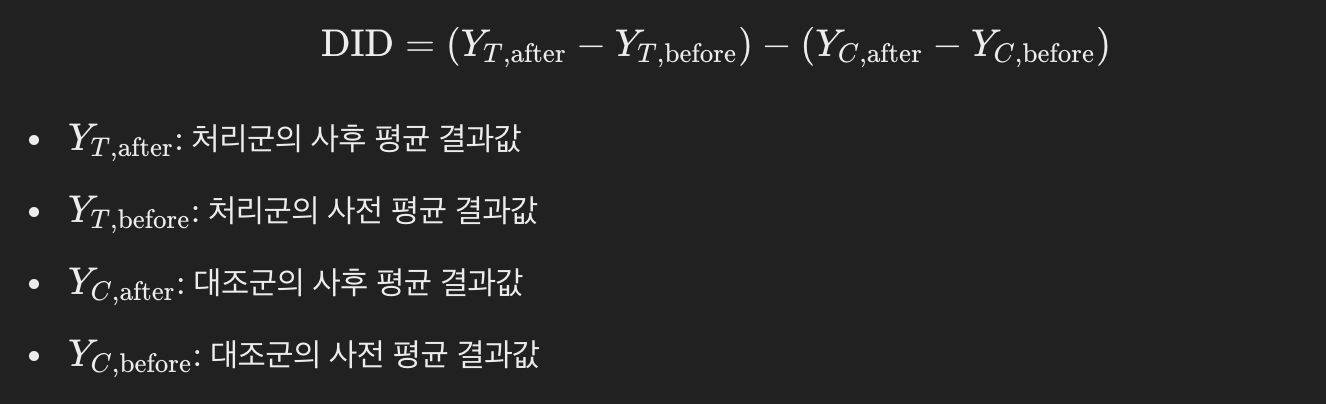 DID = (Y_{T,after} − Y_{T,before}) − (Y_{C,after} − Y_{C,before})
• Y_{T,after}: 처리군의 사후 평균 결과값
• Y_{T,before}: 처리군의 사전 평균 결과값
• Y_{C,after}: 대조군의 사후 평균 결과값
• Y_{C,before}: 대조군의 사전 평균 결과값